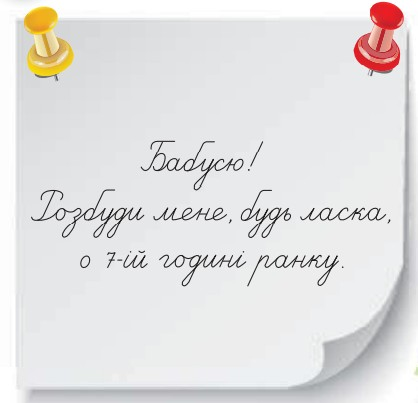 Бабусю!
Розбуди мене, будь ласка,
о 7-ій годині ранку.